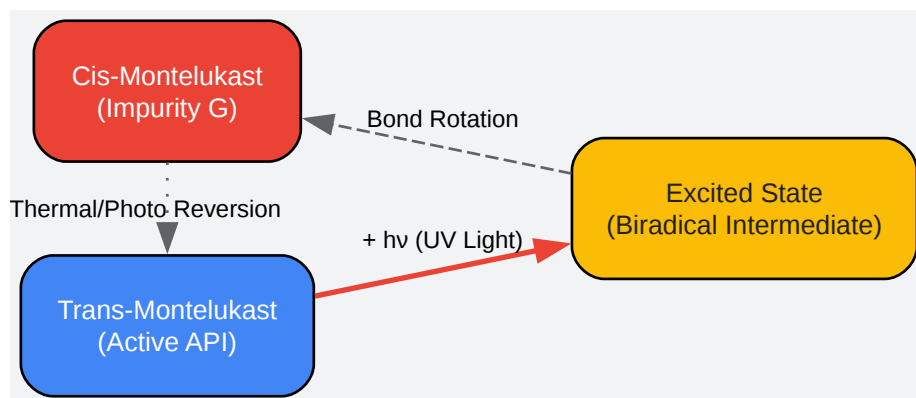 Cis-Montelukast
(Impurity G)
Bond Rotation
Excited State
(Biradical Intermediate)
Thermal/Photo Reversion
+ hν (UV Light)
Trans-Montelukast
(Active API)